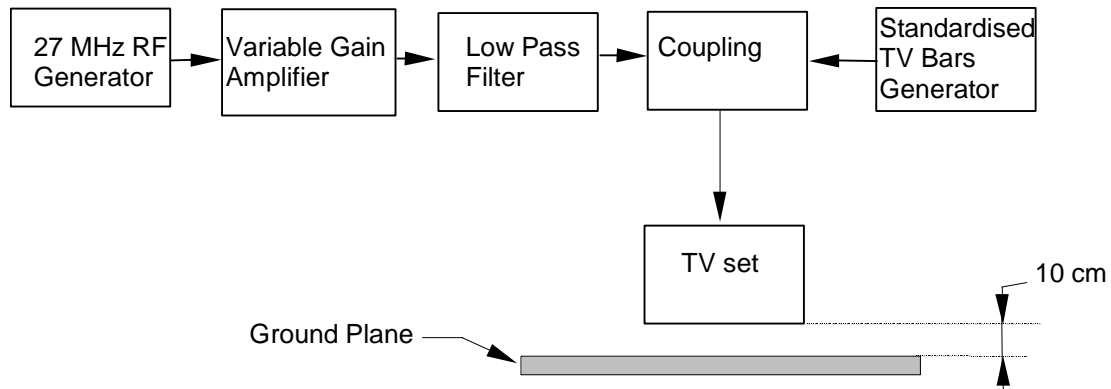 27 MHz RF
Generator
Variable Gain
Amplifier
Low Pass
Filter
Coupling
Standardised
TV Bars
Generator
TV set
10 cm
Ground Plane